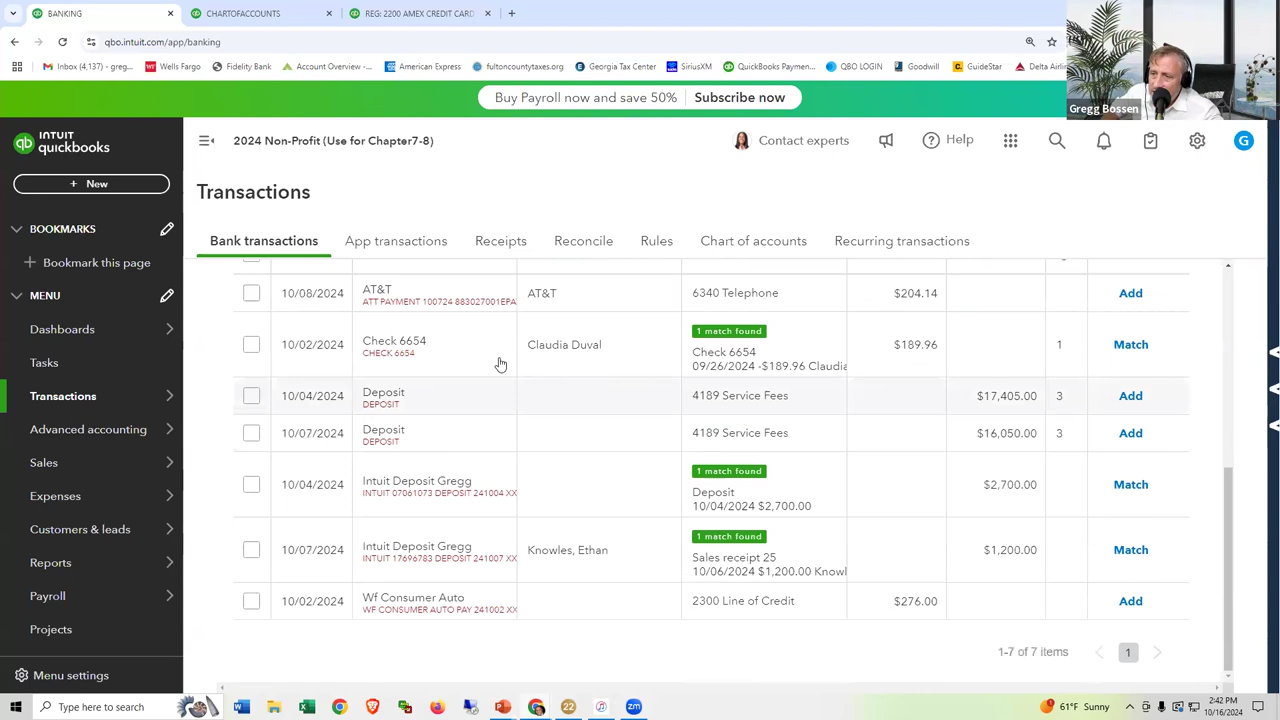 BANKING
CHARTOFACCOUNTS
REG: 2200 AMEX CREDIT CARD
qbo.intuit.com/app/banking
Inbox (4,137) - greg...
Wells Fargo
Fidelity Bank
Account Overview -...
American Express
fultoncountytaxes.org
Georgia Tax Center
SiriusXM
QuickBooks Paymen...
QBO LOGIN
Goodwill
GuideStar
Delta Airli
Gregg Bossen
Buy Payroll now and save 50%
Subscribe now
INTUIT
quickbooks
+ New
BOOKMARKS
Bookmark this page
MENU
Dashboards
Tasks
Transactions
Advanced accounting
Sales
Expenses
Customers & leads
Reports
Payroll
Projects
Menu settings
2024 Non-Profit (Use for Chapter7-8)
Contact experts
Help
G
Transactions
Bank transactions
App transactions
Receipts
Reconcile
Rules
Chart of accounts
Recurring transactions
10/08/2024
AT&T
ATT PAYMENT 100724 883027001EPA
AT&T
6340 Telephone
$204.14
Add
10/02/2024
Check 6654
CHECK 6654
Claudia Duval
1 match found
Check 6654
09/26/2024 -$189.96 Claudia
$189.96
1
Match
10/04/2024
Deposit
DEPOSIT
4189 Service Fees
$17,405.00
3
Add
10/07/2024
Deposit
DEPOSIT
4189 Service Fees
$16,050.00
3
Add
10/04/2024
Intuit Deposit Gregg
INTUIT 07061073 DEPOSIT 241004 XX
1 match found
Deposit
10/04/2024 $2,700.00
$2,700.00
Match
10/07/2024
Intuit Deposit Gregg
INTUIT 17696783 DEPOSIT 241007 XX
Knowles, Ethan
1 match found
Sales receipt 25
10/06/2024 $1,200.00 Knowl
$1,200.00
Match
10/02/2024
Wf Consumer Auto
WF CONSUMER AUTO PAY 241002 XX
2300 Line of Credit
$276.00
Add
1-7 of 7 items
1
Type here to search
22
61°F Sunny
2:42 PM
10/16/2024